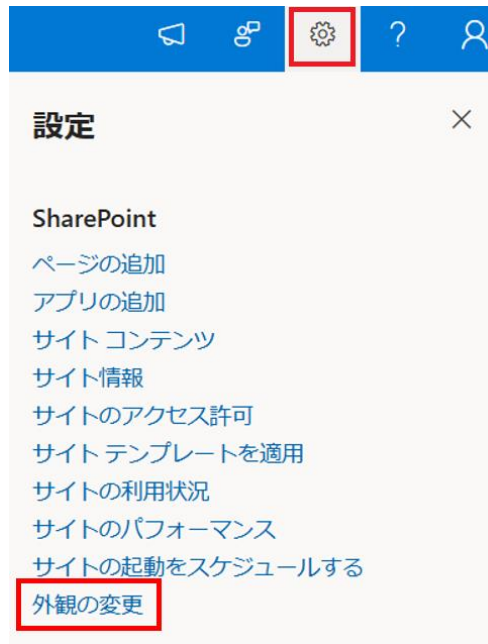 設定
SharePoint
ページの追加
アプリの追加
サイト コンテンツ
サイト情報
サイトのアクセス許可
サイト テンプレートを適用
サイトの利用状況
サイトのパフォーマンス
サイトの起動をスケジュールする
外観の変更